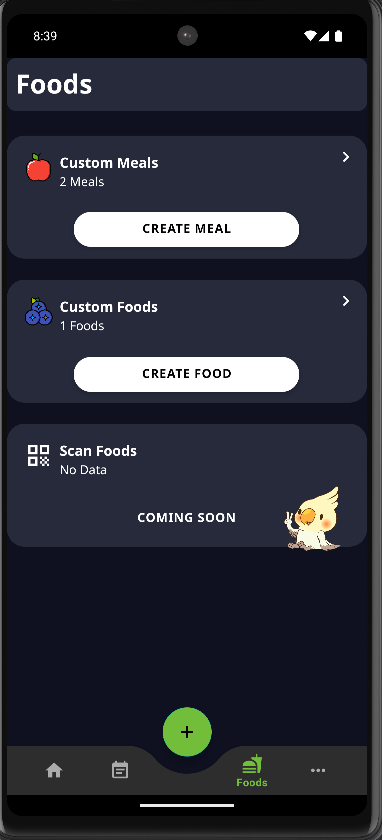 8:39
Foods
Custom Meals
2 Meals
CREATE MEAL
Custom Foods
1 Foods
CREATE FOOD
Scan Foods
No Data
COMING SOON
Foods